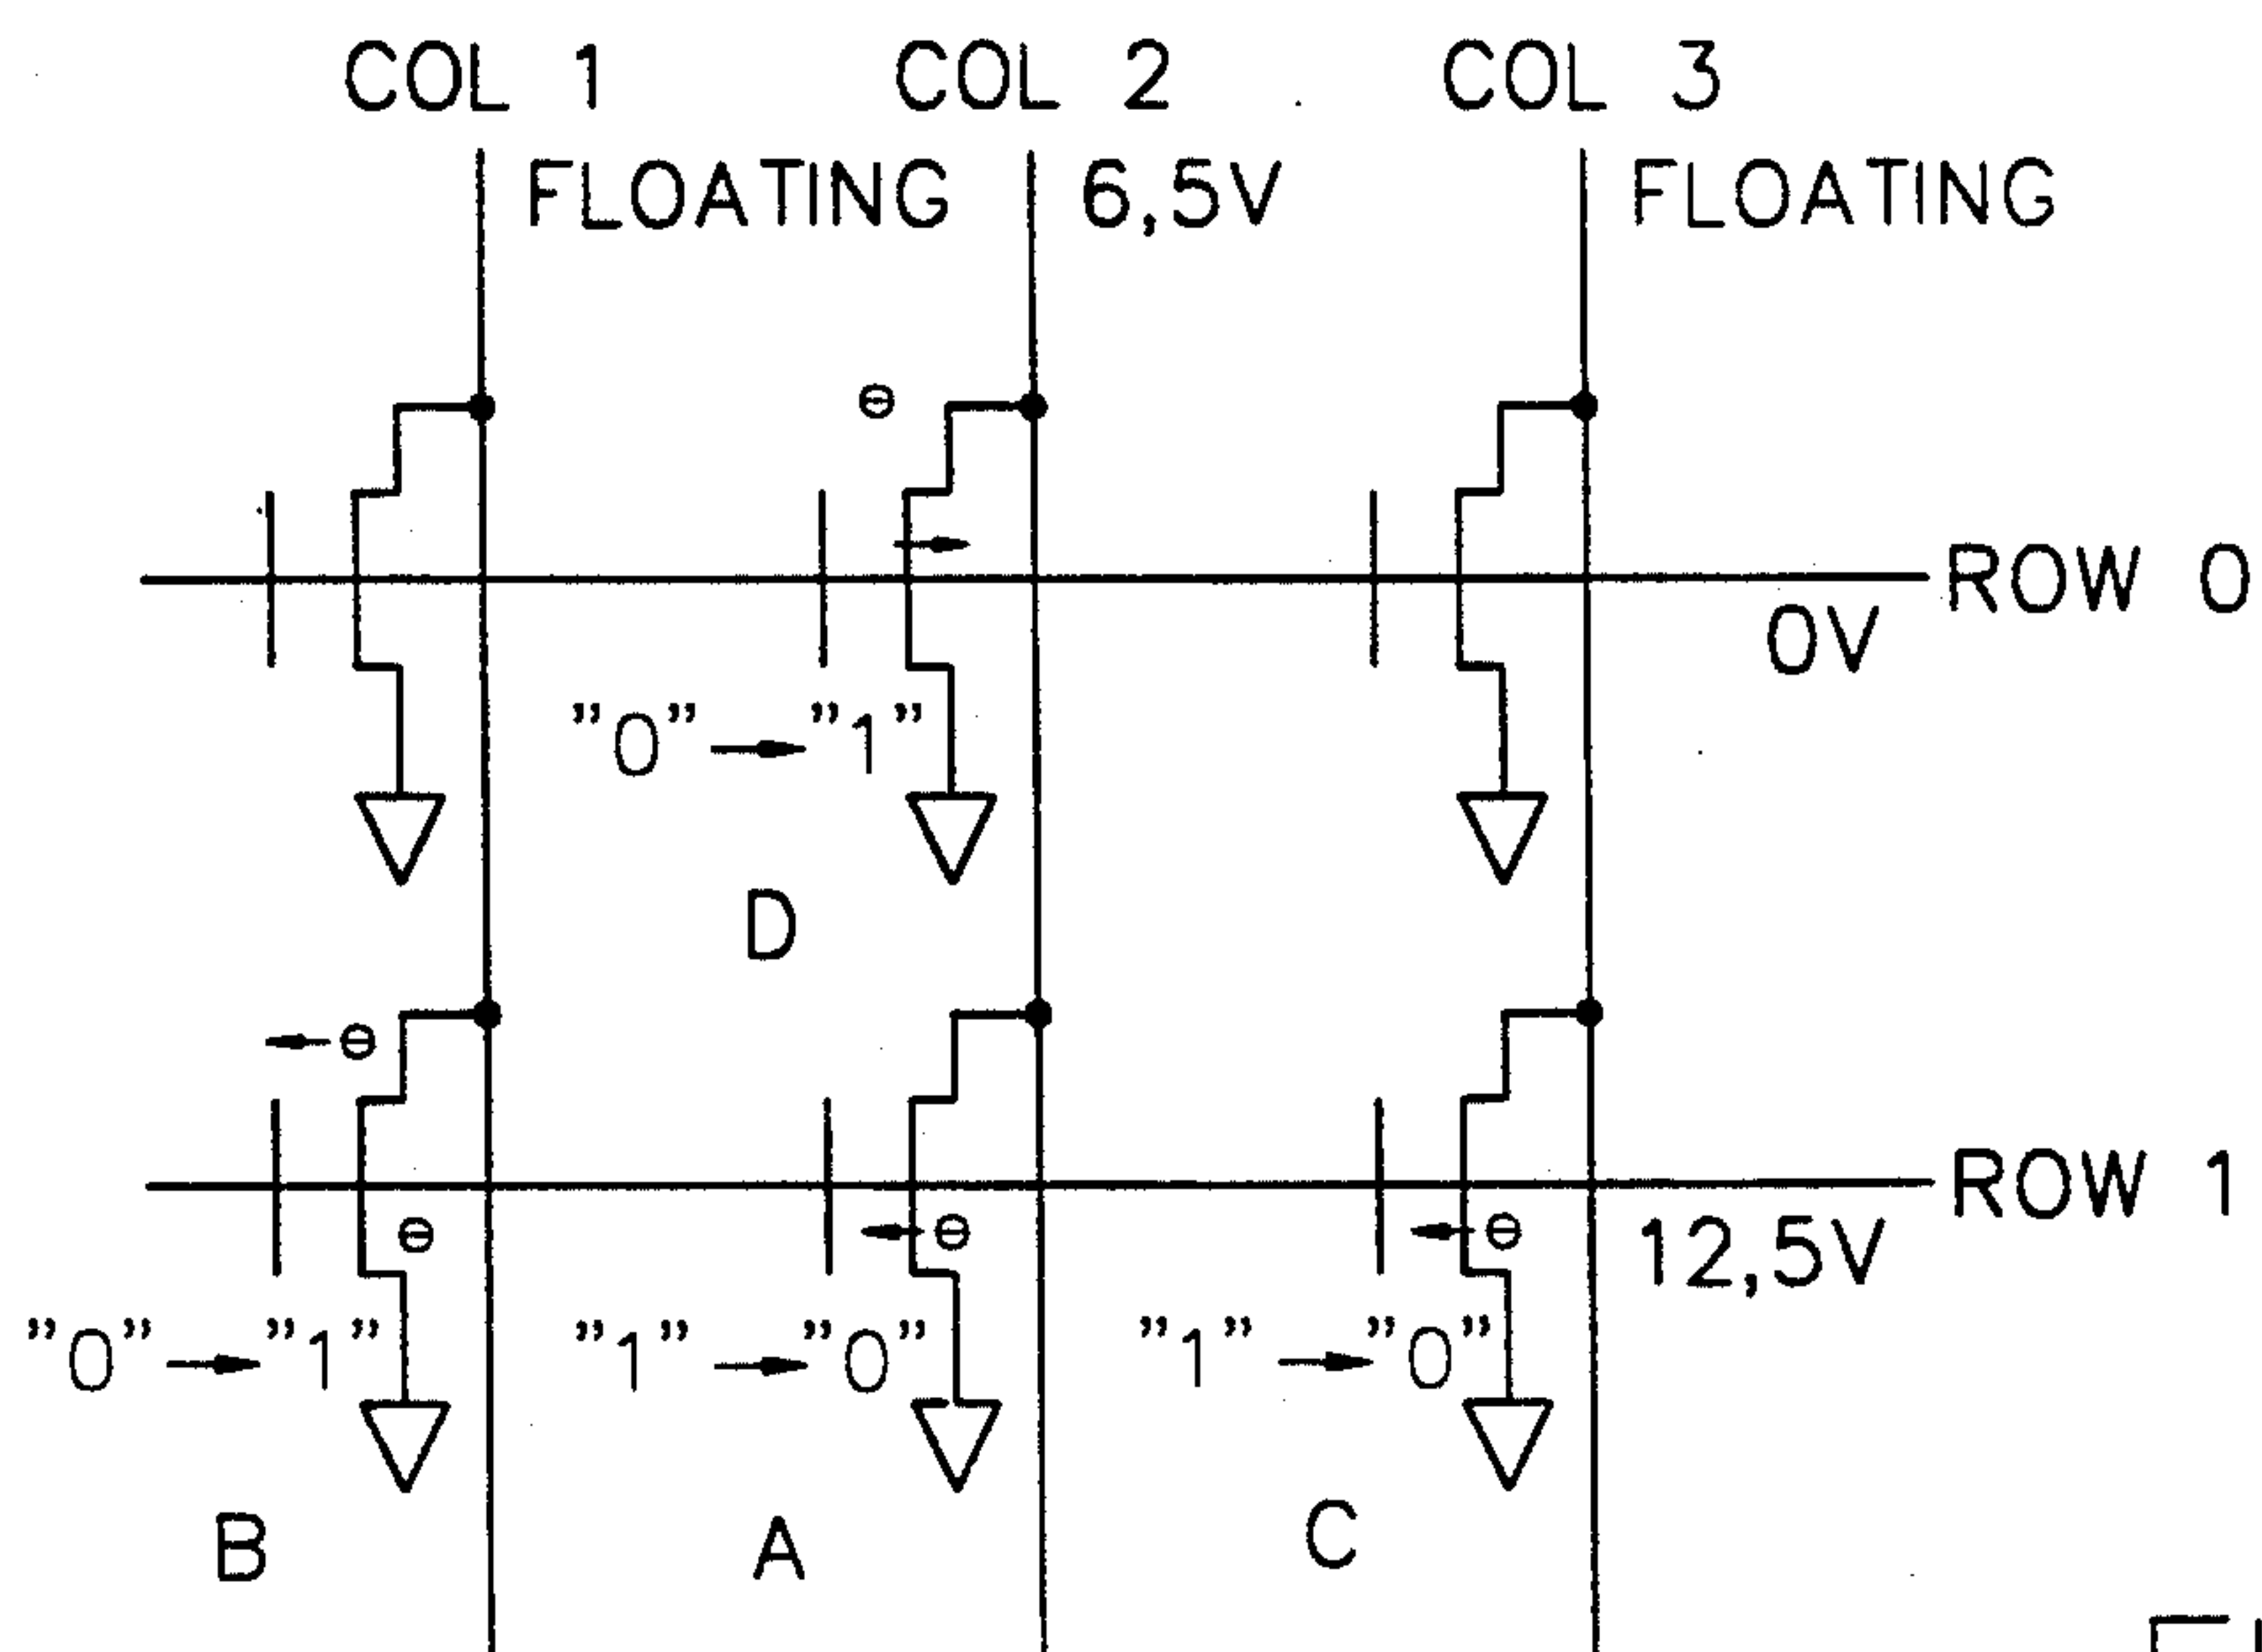 COL 1 COL 2 COL 3
FLOATING 6,5V FLOATING
⊖
ROW 0
0V
"0"→"1"
D
←⊖
ROW 1
⊖ ←⊖ ←⊖ 12,5V
"0"→"1" "1"→"0" "1"→"0"
B A C